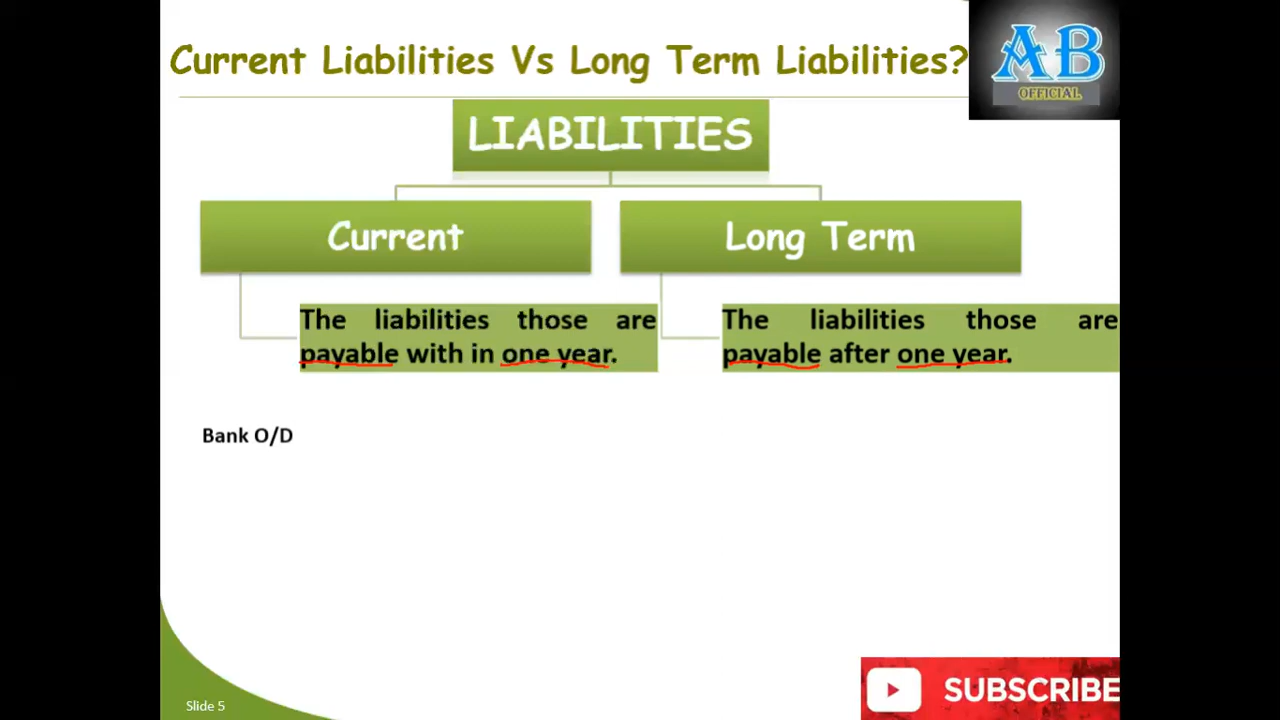 Current Liabilities Vs Long Term Liabilities?
AB
OFFICIAL
LIABILITIES
Current
Long Term
The liabilities those are
payable with in one year.
The liabilities those are
payable after one year.
Bank O/D
Slide 5
SUBSCRIBE